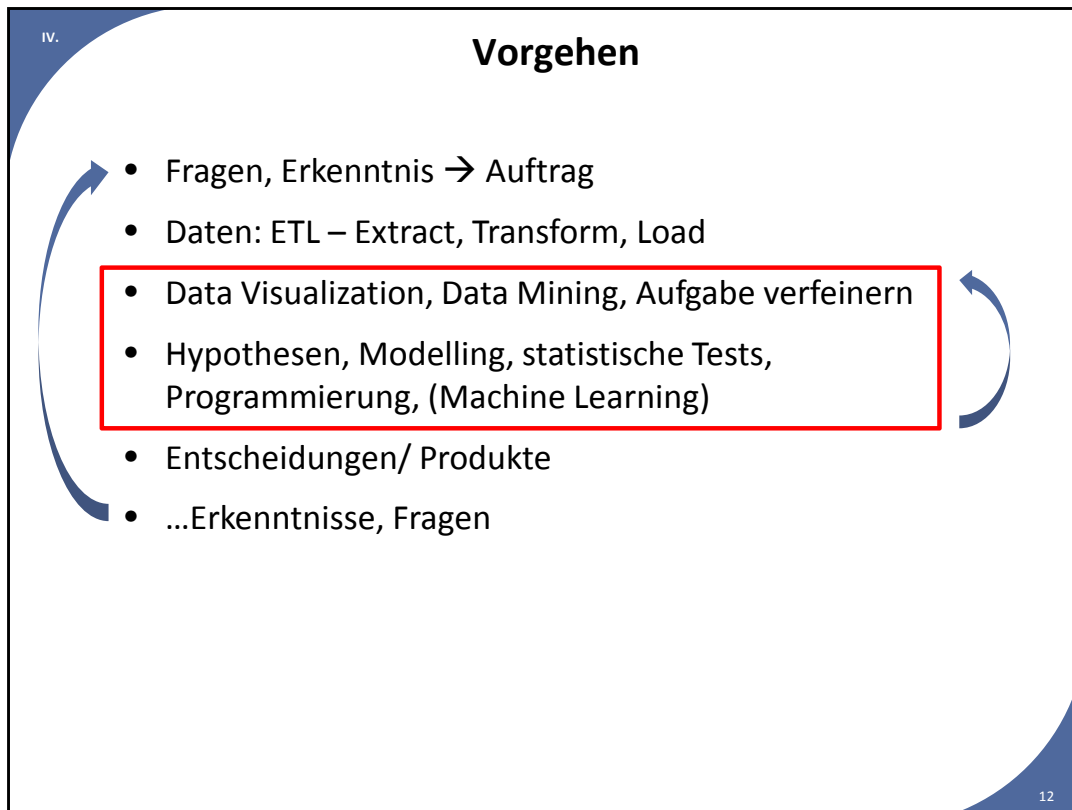 IV.
Vorgehen
• Fragen, Erkenntnis → Auftrag
• Daten: ETL – Extract, Transform, Load
• Data Visualization, Data Mining, Aufgabe verfeinern
• Hypothesen, Modelling, statistische Tests,
Programmierung, (Machine Learning)
• Entscheidungen/ Produkte
• …Erkenntnisse, Fragen
12